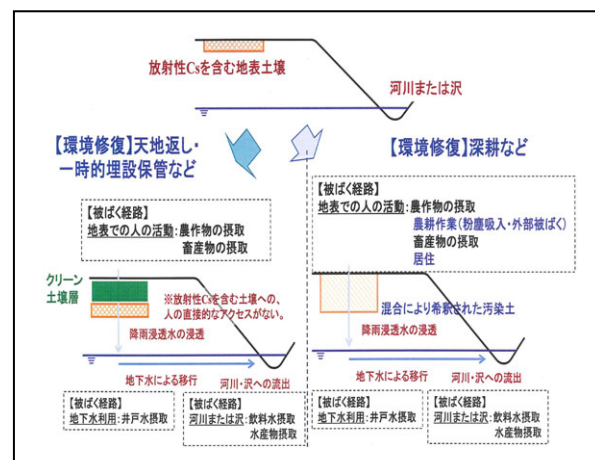 放射性Csを含む地表土壌
河川または沢
【環境修復】天地返し・
一時的埋設保管など
【環境修復】深耕など
【被ばく経路】
地表での人の活動:農作物の摂取
畜産物の摂取
【被ばく経路】
地表での人の活動:農作物の摂取
農耕作業(粉塵吸入・外部被ばく)
畜産物の摂取
居住
クリーン
土壌層
※放射性Csを含む土壌への、
人の直接的なアクセスがない。
降雨浸透水の浸透
地下水による移行
河川・沢への流出
混合により希釈された汚染土
降雨浸透水の浸透
地下水による移行
河川・沢への流出
【被ばく経路】
地下水利用:井戸水摂取
【被ばく経路】
河川または沢:飲料水摂取
水産物摂取
【被ばく経路】
地下水利用:井戸水摂取
【被ばく経路】
河川または沢:飲料水摂取
水産物摂取